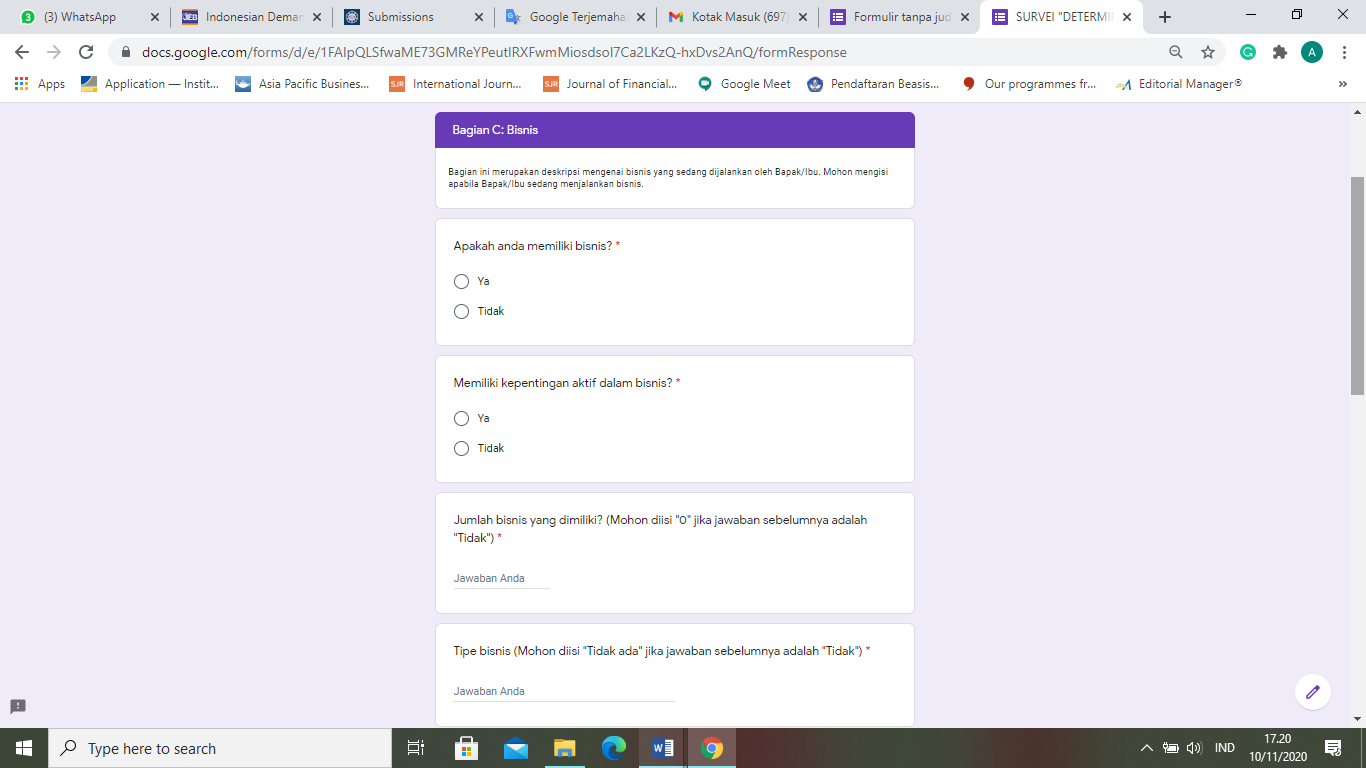 (3) WhatsApp
Indonesian Deman
Submissions
Google Terjemaha
Kotak Masuk (697)
Formulir tanpa jud
SURVEI "DETERMI
docs.google.com/forms/d/e/1FAIpQLSfwaME73GMReYPeutlRXFwmMiosdsoI7Ca2LKzQ-hxDvs2AnQ/formResponse
A
Apps
Application — Instit...
Asia Pacific Busines...
SJR International Journ...
SJR Journal of Financial...
Google Meet
Pendaftaran Beasis...
Our programmes fr...
Editorial Manager®
»
Bagian C: Bisnis
Bagian ini merupakan deskripsi mengenai bisnis yang sedang dijalankan oleh Bapak/Ibu. Mohon mengisi
apabila Bapak/Ibu sedang menjalankan bisnis.
Apakah anda memiliki bisnis? *
Ya
Tidak
Memiliki kepentingan aktif dalam bisnis? *
Ya
Tidak
Jumlah bisnis yang dimiliki? (Mohon diisi "0" jika jawaban sebelumnya adalah
"Tidak") *
Jawaban Anda
Tipe bisnis (Mohon diisi "Tidak ada" jika jawaban sebelumnya adalah "Tidak") *
Jawaban Anda
Type here to search
IND
17.20
10/11/2020